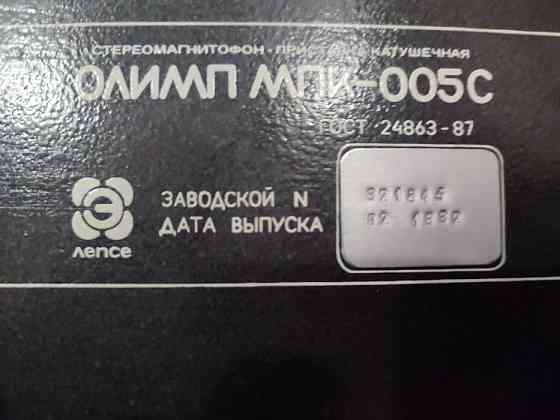 СТЕРЕОМАГНИТОФОН-ПРИСТАВКА КАТУШЕЧНАЯ
ОЛИМП МПК-005С
ГОСТ 24863-87
Э
ЗАВОДСКОЙ N
ДАТА ВЫПУСКА
лепсе